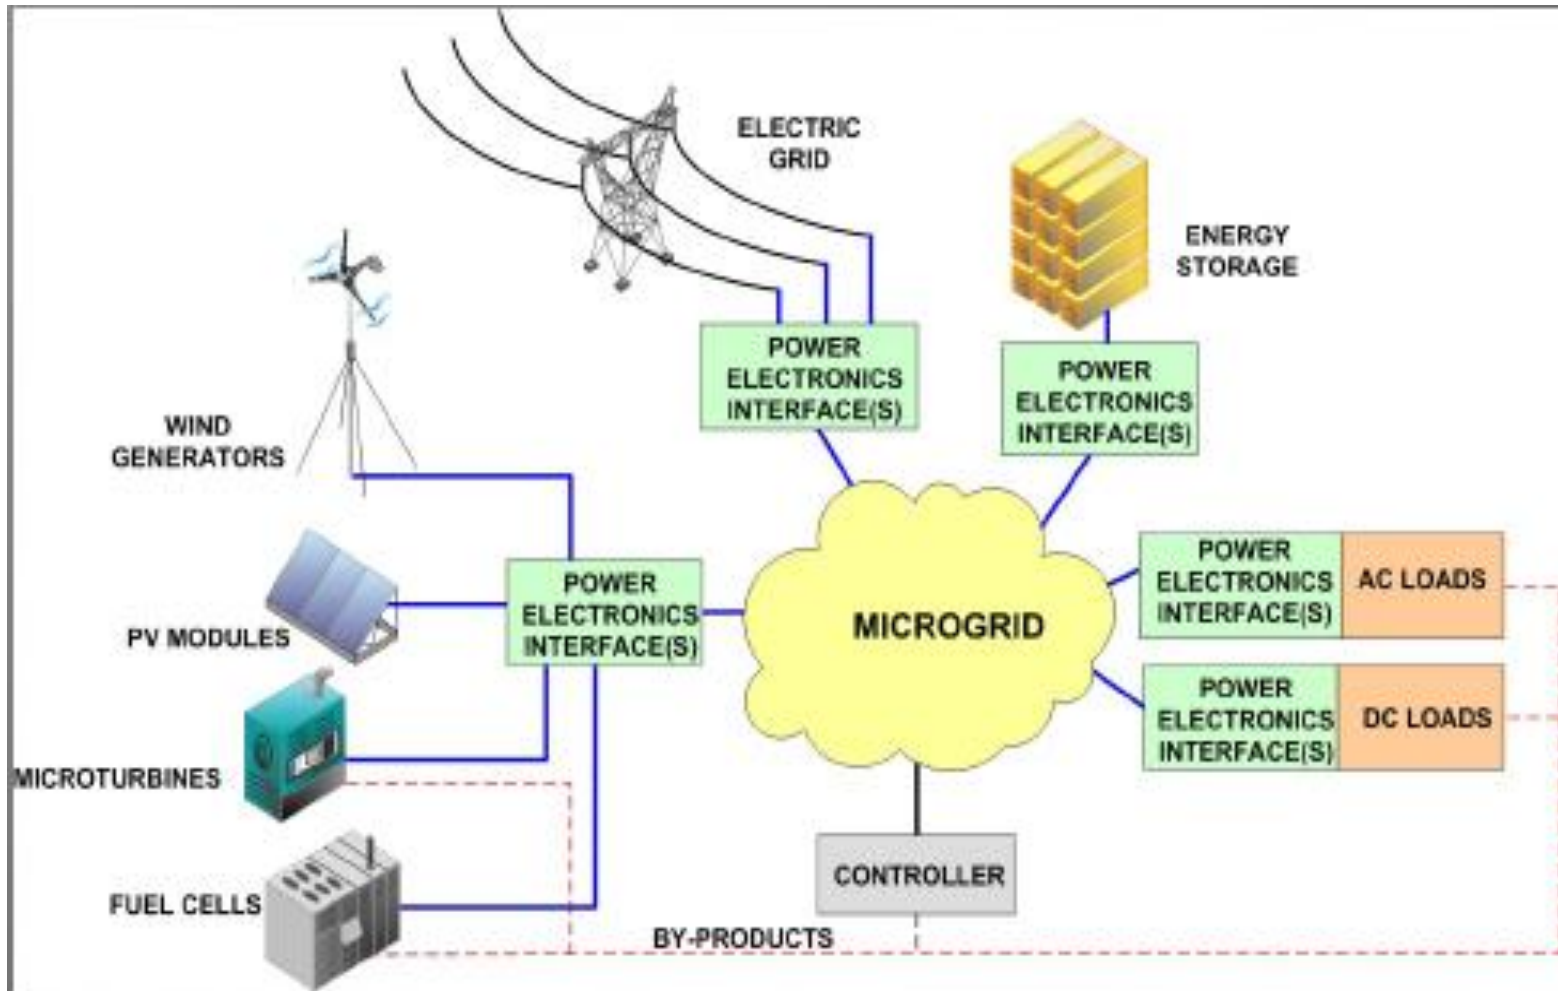 ELECTRIC
GRID
ENERGY
STORAGE
POWER
ELECTRONICS
INTERFACE(S)
POWER
ELECTRONICS
INTERFACE(S)
WIND
GENERATORS
POWER
ELECTRONICS
INTERFACE(S)
AC LOADS
POWER
ELECTRONICS
INTERFACE(S)
PV MODULES
MICROGRID
POWER
ELECTRONICS
INTERFACE(S)
DC LOADS
MICROTURBINES
CONTROLLER
FUEL CELLS
BY-PRODUCTS